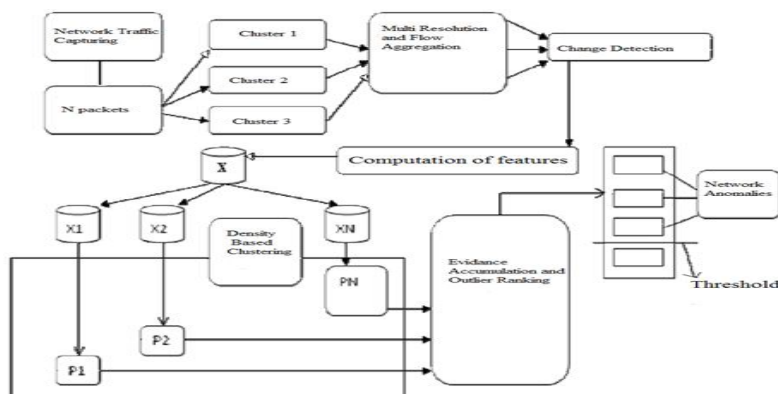 Network Traffic
Capturing
N packets
Cluster 1
Cluster 2
Cluster 3
Multi Resolution
and Flow
Aggregation
Change Detection
Computation of features
X
X1
X2
XN
Density
Based
Clustering
PN
P2
P1
Evidance
Accumulation and
Outlier Ranking
Network
Anomalies
Threshold